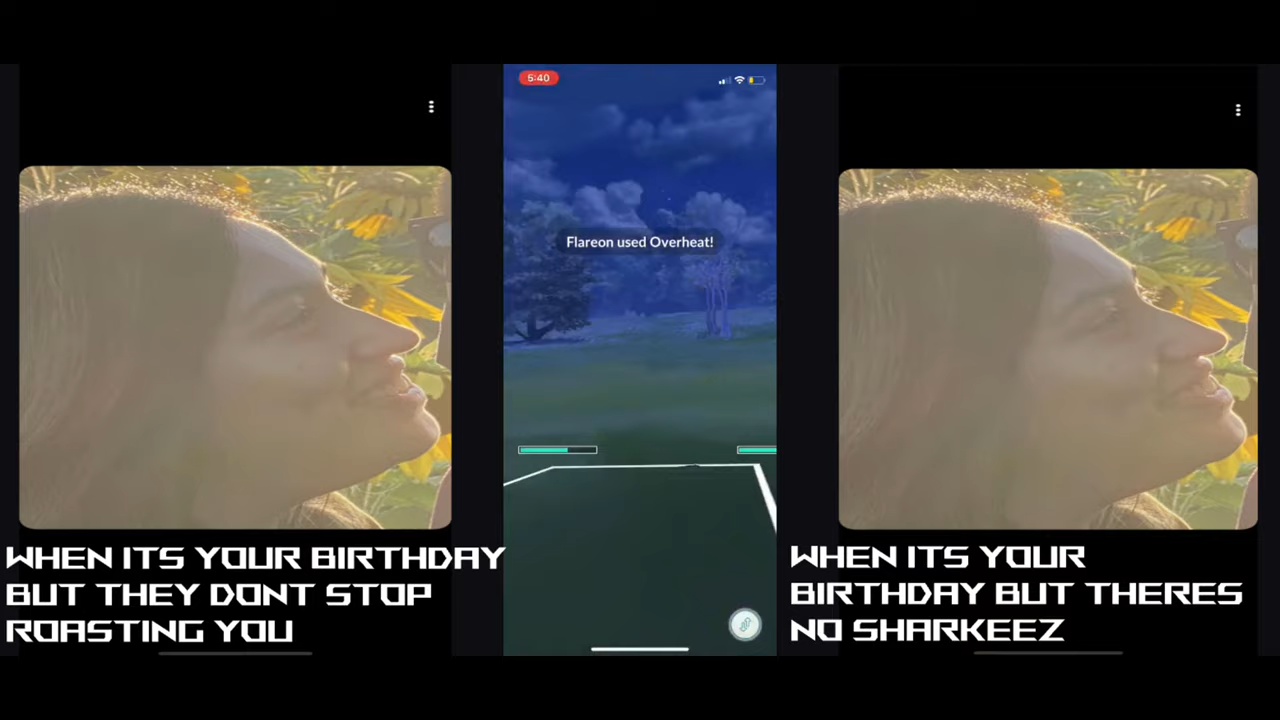 5:40
Flareon used Overheat!
WHEN ITS YOUR BIRTHDAY
BUT THEY DONT STOP
ROASTING YOU
WHEN ITS YOUR
BIRTHDAY BUT THERES
NO SHARKEEZ